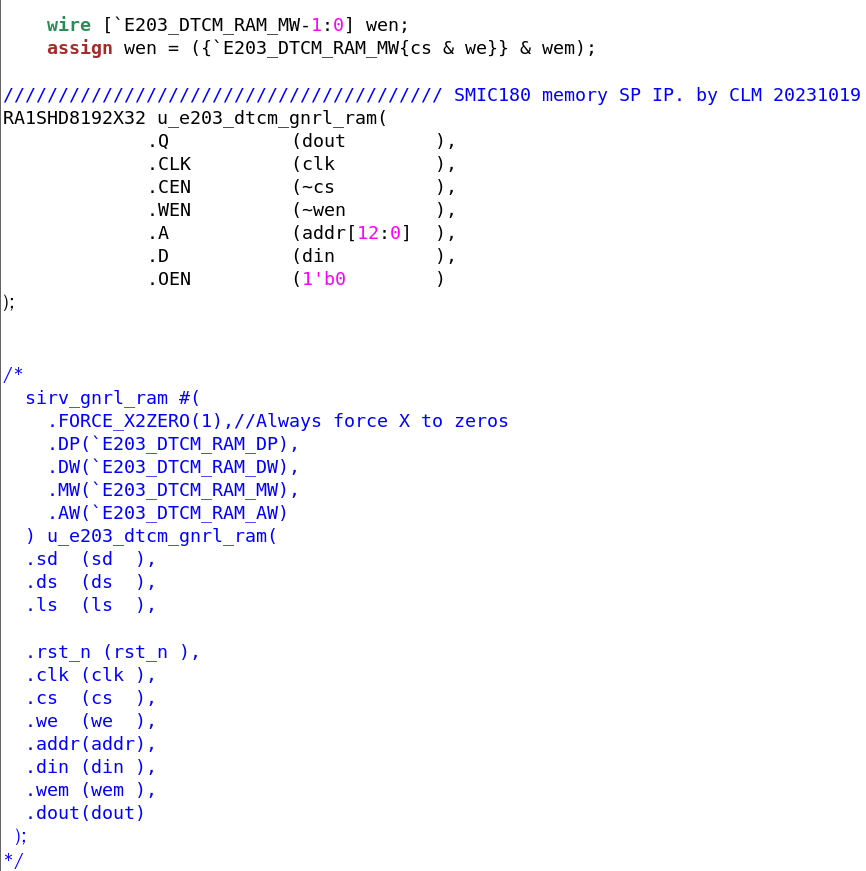 wire [`E203_DTCM_RAM_MW-1:0] wen;
    assign wen = ({`E203_DTCM_RAM_MW{cs & we}} & wem);

//////////////////////////////////////// SMIC180 memory SP IP. by CLM 20231019
RA1SHD8192X32 u_e203_dtcm_gnrl_ram(
             .Q           (dout        ),
             .CLK         (clk         ),
             .CEN         (~cs         ),
             .WEN         (~wen        ),
             .A           (addr[12:0]  ),
             .D           (din         ),
             .OEN         (1'b0        )
);

/*
  sirv_gnrl_ram #(
    .FORCE_X2ZERO(1),//Always force X to zeros
    .DP(`E203_DTCM_RAM_DP),
    .DW(`E203_DTCM_RAM_DW),
    .MW(`E203_DTCM_RAM_MW),
    .AW(`E203_DTCM_RAM_AW)
  ) u_e203_dtcm_gnrl_ram(
  .sd  (sd  ),
  .ds  (ds  ),
  .ls  (ls  ),

  .rst_n (rst_n ),
  .clk (clk ),
  .cs  (cs  ),
  .we  (we  ),
  .addr(addr),
  .din (din ),
  .wem (wem ),
  .dout(dout)
  );
*/